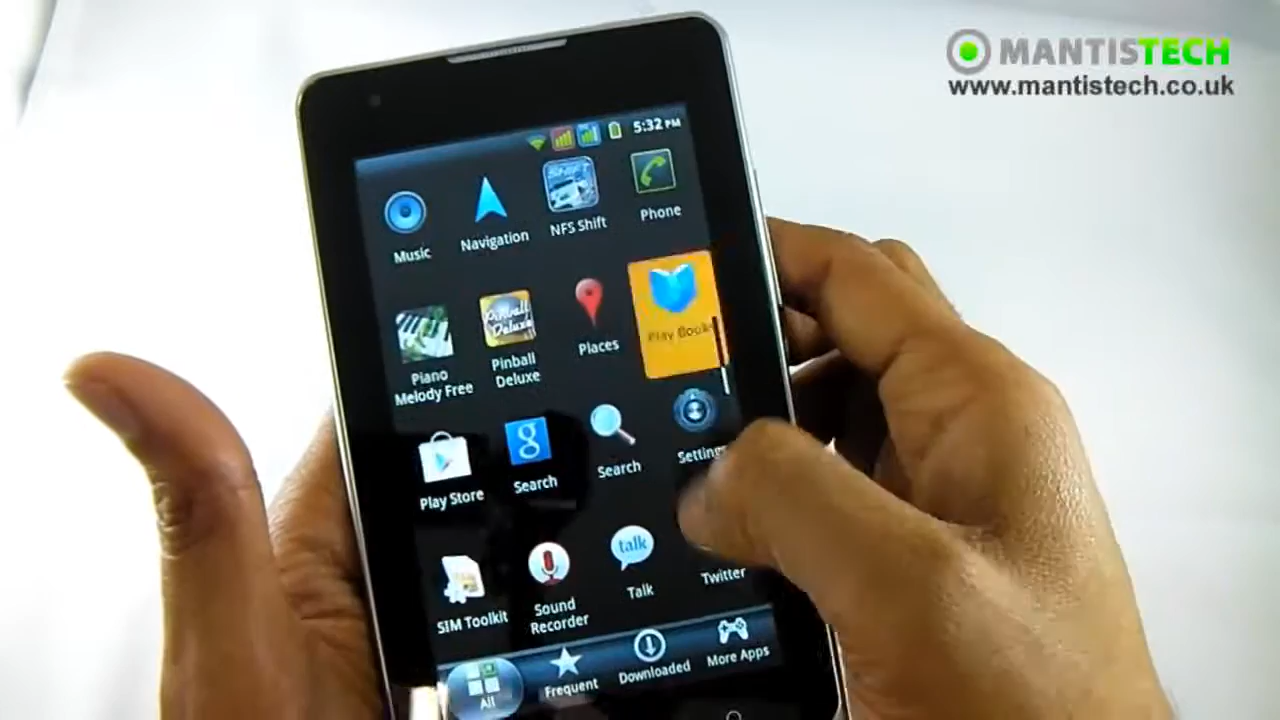 MANTISTECH
www.mantistech.co.uk
5:32 PM
Music
Navigation
NFS Shift
Phone
Piano
Melody Free
Pinball
Deluxe
Pinball
Deluxe
Places
Play Books
Play Store
g
Search
Search
Settings
SIM Toolkit
Sound
Recorder
talk
Talk
Twitter
All
Frequent
Downloaded
More Apps